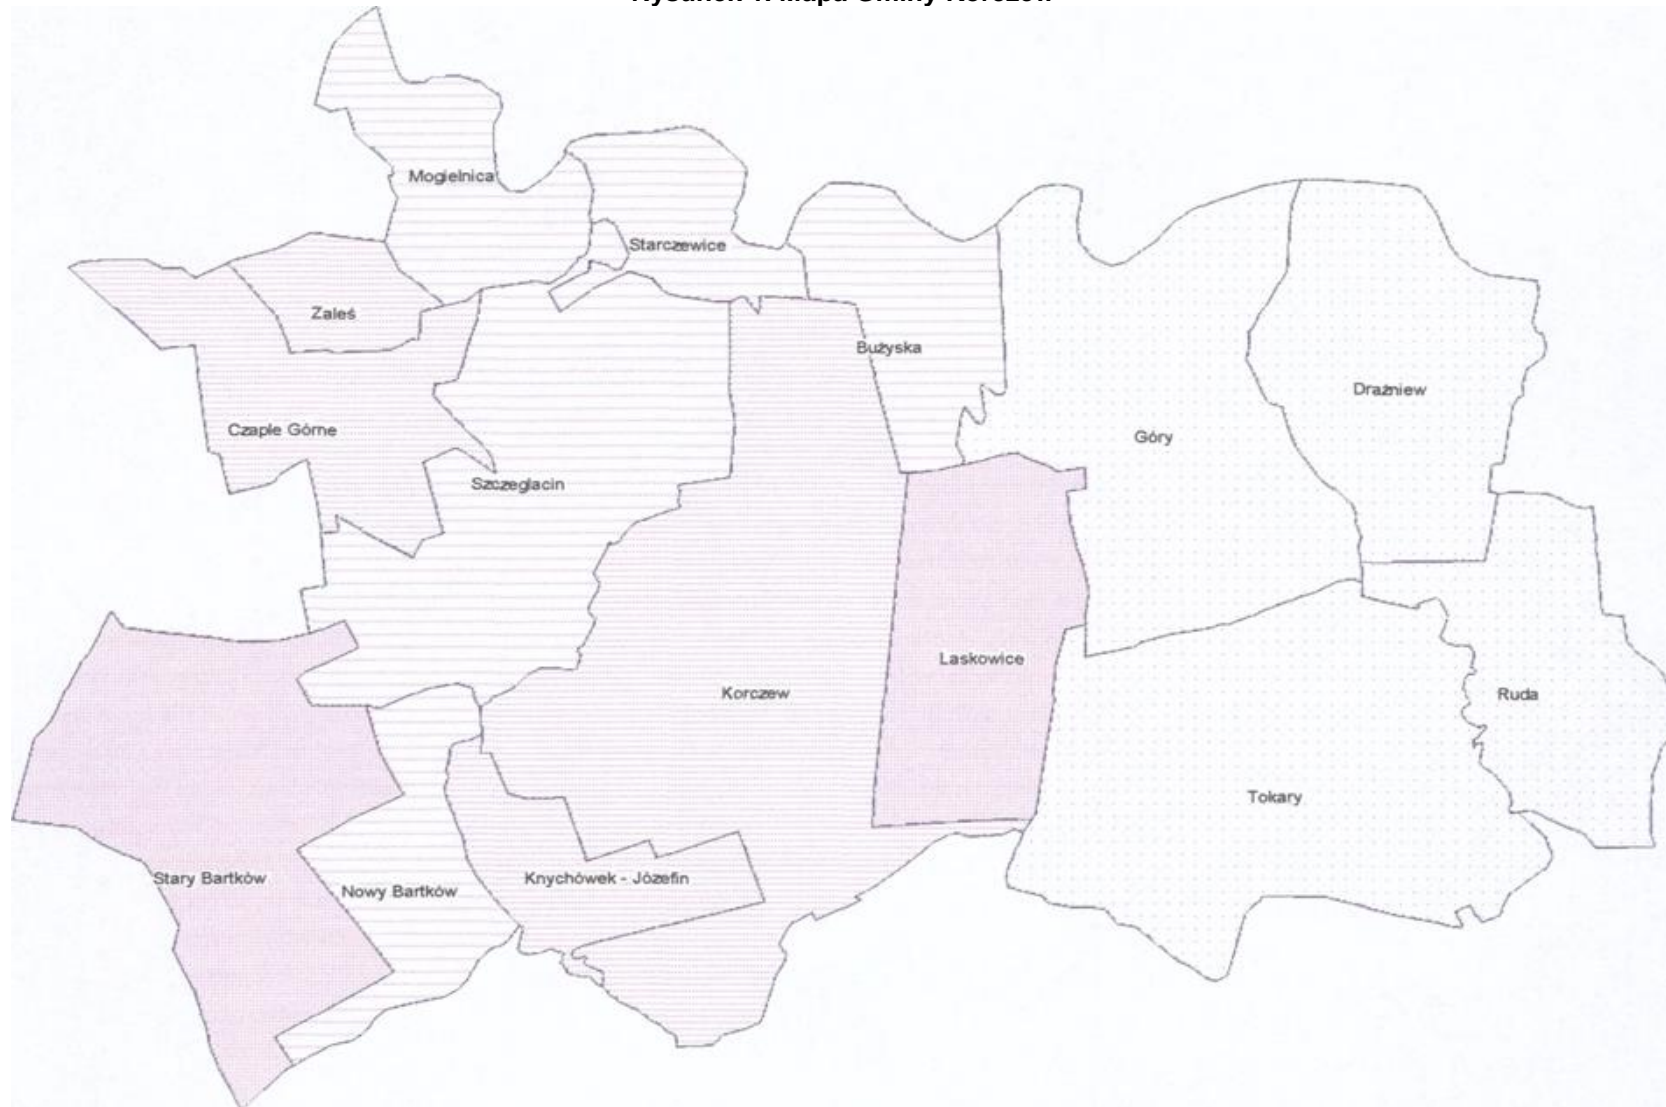 Mogielnica
Starczewice
Zaleś
Bużyska
Drażniew
Czaple Górne
Góry
Szczeglacin
Laskowice
Korczew
Ruda
Tokary
Stary Bartków
Knychówek - Józefin
Nowy Bartków